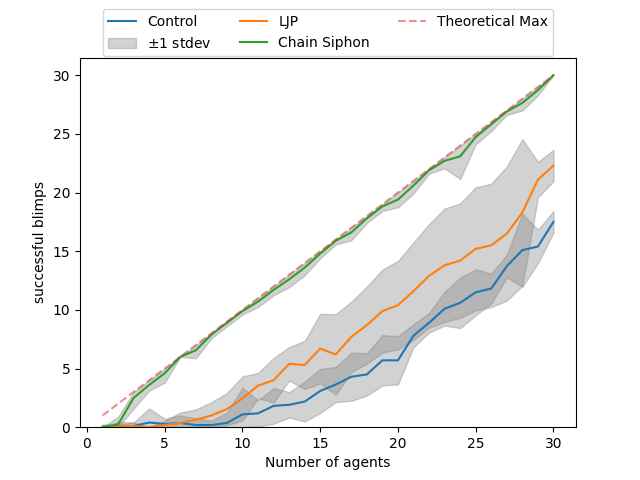 Control LJP Theoretical Max
±1 stdev Chain Siphon
30
25
20
15
10
5
0
successful blimps
0 5 10 15 20 25 30
Number of agents